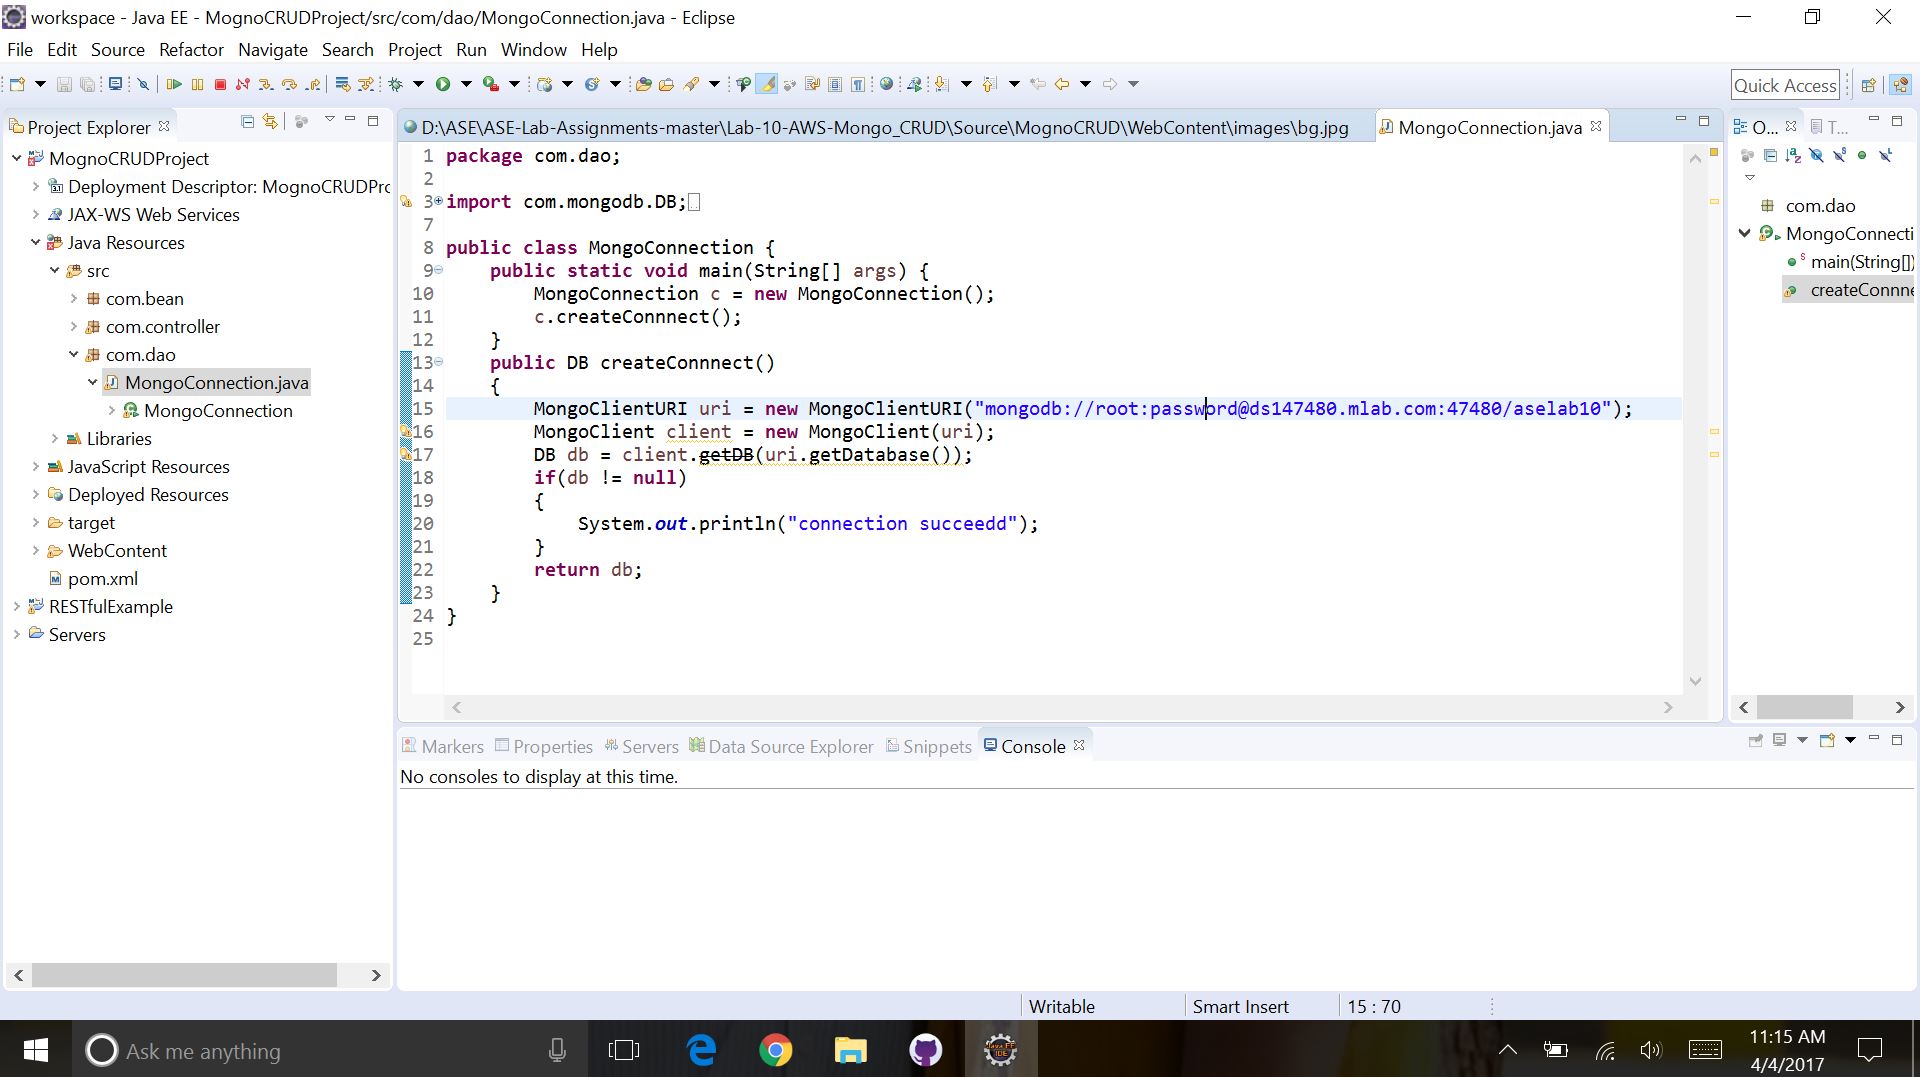 workspace - Java EE - MognoCRUDProject/src/com/dao/MongoConnection.java - Eclipse
File Edit Source Refactor Navigate Search Project Run Window Help
Quick Access
Project Explorer
MognoCRUDProject
Deployment Descriptor: MognoCRUDPrc
JAX-WS Web Services
Java Resources
src
com.bean
com.controller
com.dao
MongoConnection.java
MongoConnection
Libraries
JavaScript Resources
Deployed Resources
target
WebContent
pom.xml
RESTfulExample
Servers
D:\ASE\ASE-Lab-Assignments-master\Lab-10-AWS-Mongo_CRUD\Source\MognoCRUD\WebContent\images\bg.jpg
MongoConnection.java
1 package com.dao;
2
3 import com.mongodb.DB;
7
8 public class MongoConnection {
9 public static void main(String[] args) {
10 MongoConnection c = new MongoConnection();
11 c.createConnnect();
12 }
13 public DB createConnnect()
14 {
15 MongoClientURI uri = new MongoClientURI("mongodb://root:password@ds147480.mlab.com:47480/aselab10");
16 MongoClient client = new MongoClient(uri);
17 DB db = client.getDB(uri.getDatabase());
18 if(db != null)
19 {
20 System.out.println("connection succeedd");
21 }
22 return db;
23 }
24 }
25
O... T...
com.dao
MongoConnecti
main(String[])
createConnne
Markers Properties Servers Data Source Explorer Snippets Console
No consoles to display at this time.
Writable Smart Insert 15 : 70
Ask me anything
11:15 AM
4/4/2017